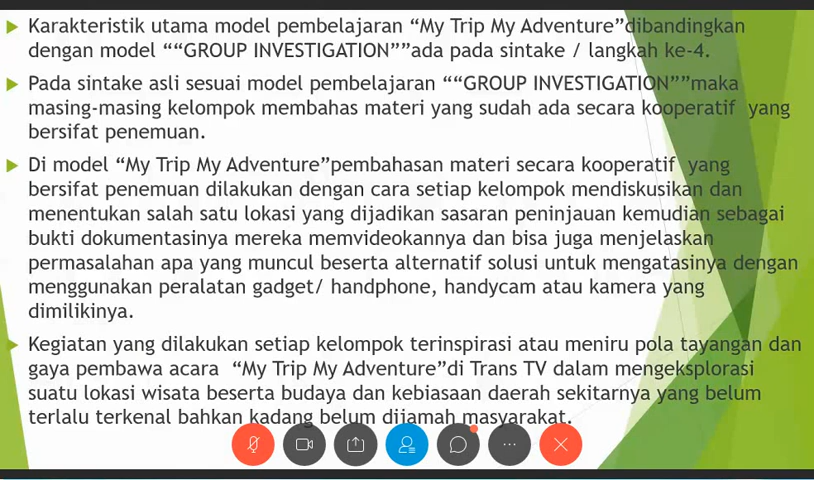 Karakteristik utama model pembelajaran “My Trip My Adventure”dibandingkan
dengan model ““GROUP INVESTIGATION””ada pada sintake / langkah ke-4.
Pada sintake asli sesuai model pembelajaran ““GROUP INVESTIGATION””maka
masing-masing kelompok membahas materi yang sudah ada secara kooperatif yang
bersifat penemuan.
Di model “My Trip My Adventure”pembahasan materi secara kooperatif yang
bersifat penemuan dilakukan dengan cara setiap kelompok mendiskusikan dan
menentukan salah satu lokasi yang dijadikan sasaran peninjauan kemudian sebagai
bukti dokumentasinya mereka memvideokannya dan bisa juga menjelaskan
permasalahan apa yang muncul beserta alternatif solusi untuk mengatasinya dengan
menggunakan peralatan gadget/ handphone, handycam atau kamera yang
dimilikinya.
Kegiatan yang dilakukan setiap kelompok terinspirasi atau meniru pola tayangan dan
gaya pembawa acara “My Trip My Adventure”di Trans TV dalam mengeksplorasi
suatu lokasi wisata beserta budaya dan kebiasaan daerah sekitarnya yang belum
terlalu terkenal bahkan kadang belum dijamah masyarakat.